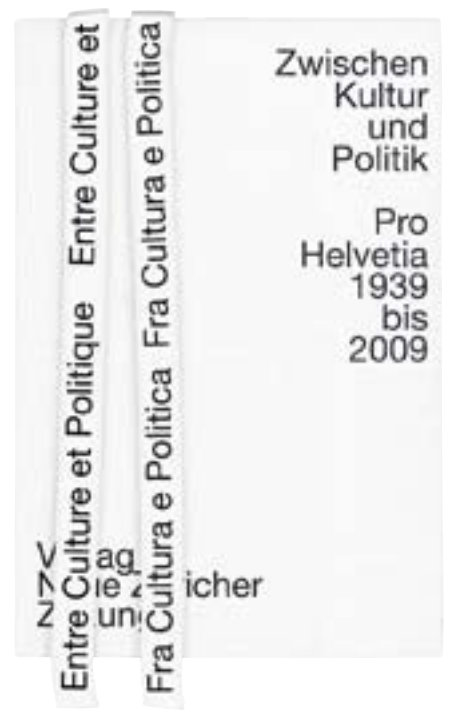 Zwischen
Kultur
und
Politik
Pro
Helvetia
1939
bis
2009
Entre Culture et Politique Entre Culture et
Fra Cultura e Politica Fra Cultura e Politica